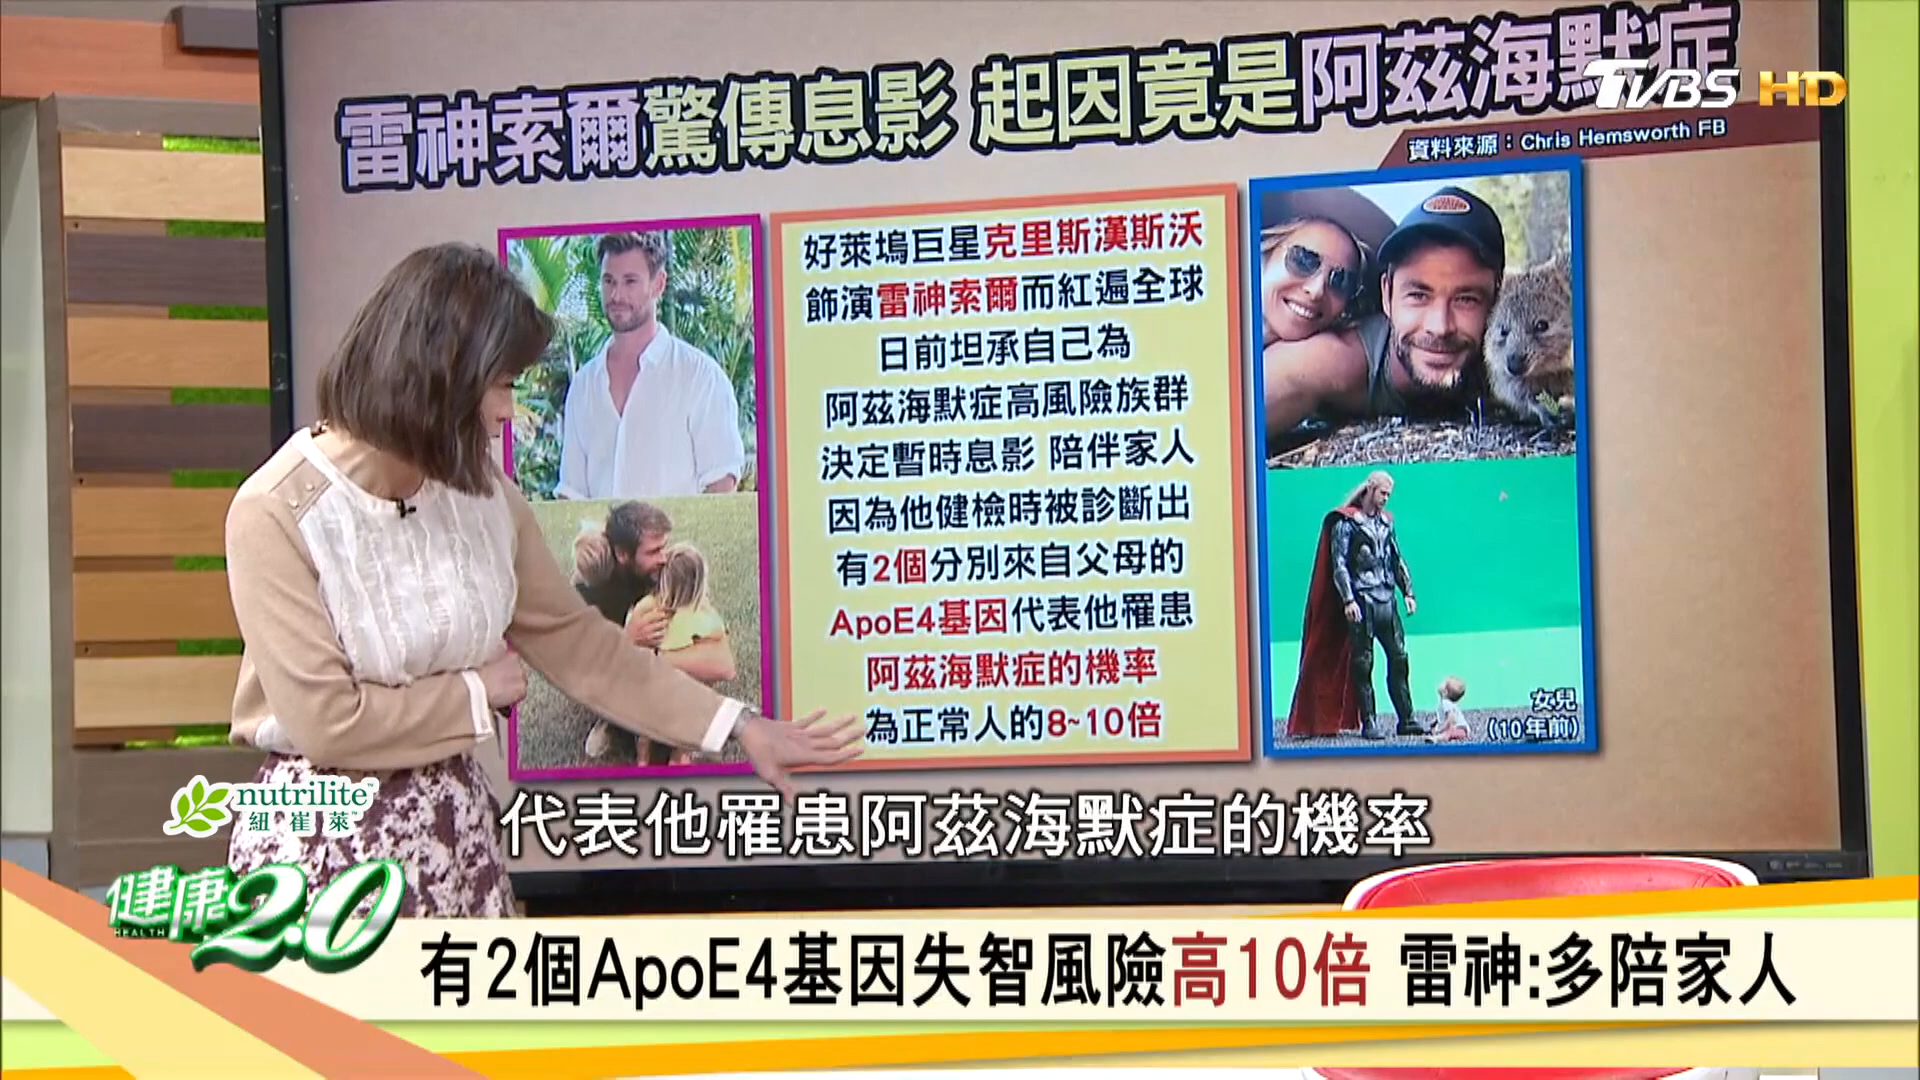 雷神索爾驚傳息影 起因竟是阿茲海默症
TVBS HD
資料來源：Chris Hemsworth FB
好萊塢巨星克里斯漢斯沃
飾演雷神索爾而紅遍全球
日前坦承自己為
阿茲海默症高風險族群
決定暫時息影 陪伴家人
因為他健檢時被診斷出
有2個分別來自父母的
ApoE4基因代表他罹患
阿茲海默症的機率
為正常人的8~10倍
女兒
(10年前)
nutrilite™
紐崔萊
代表他罹患阿茲海默症的機率
健康2.0
HEALTH
有2個ApoE4基因失智風險高10倍 雷神:多陪家人